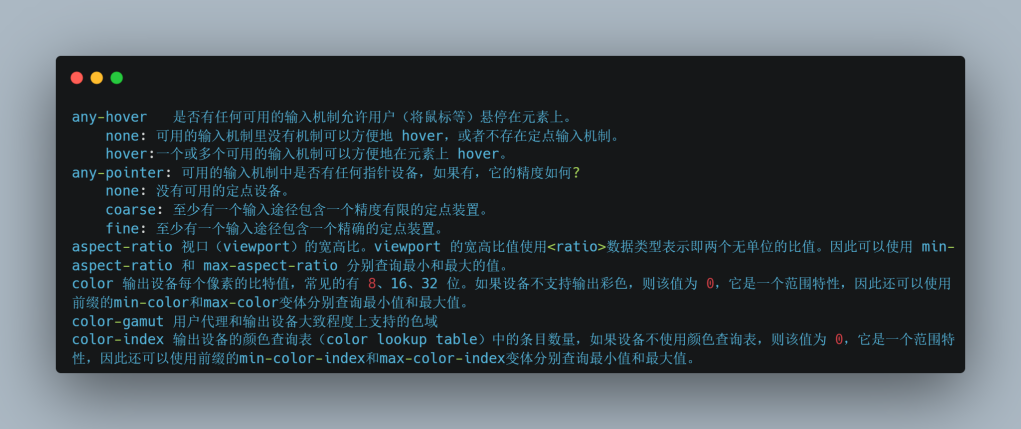 any-hover   是否有任何可用的输入机制允许用户（将鼠标等）悬停在元素上。
    none: 可用的输入机制里没有机制可以方便地 hover，或者不存在定点输入机制。
    hover:一个或多个可用的输入机制可以方便地在元素上 hover。
any-pointer: 可用的输入机制中是否有任何指针设备，如果有，它的精度如何?
    none: 没有可用的定点设备。
    coarse: 至少有一个输入途径包含一个精度有限的定点装置。
    fine: 至少有一个输入途径包含一个精确的定点装置。
aspect-ratio 视口（viewport）的宽高比。viewport 的宽高比值使用<ratio>数据类型表示即两个无单位的比值。因此可以使用 min-
aspect-ratio 和 max-aspect-ratio 分别查询最小和最大的值。
color 输出设备每个像素的比特值，常见的有 8、16、32 位。如果设备不支持输出彩色，则该值为 0，它是一个范围特性，因此还可以使用
前缀的min-color和max-color变体分别查询最小值和最大值。
color-gamut 用户代理和输出设备大致程度上支持的色域
color-index 输出设备的颜色查询表（color lookup table）中的条目数量，如果设备不使用颜色查询表，则该值为 0，它是一个范围特
性，因此还可以使用前缀的min-color-index和max-color-index变体分别查询最小值和最大值。